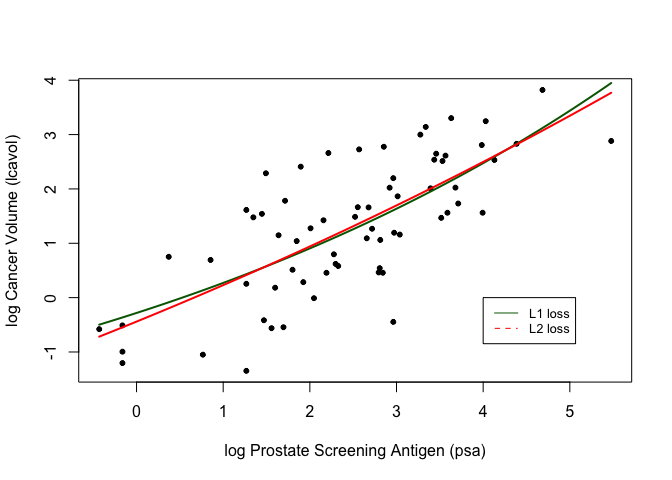 log Cancer Volume (lcavol)
4
3
2
1
0
-1
0 1 2 3 4 5
log Prostate Screening Antigen (psa)
L1 loss
L2 loss